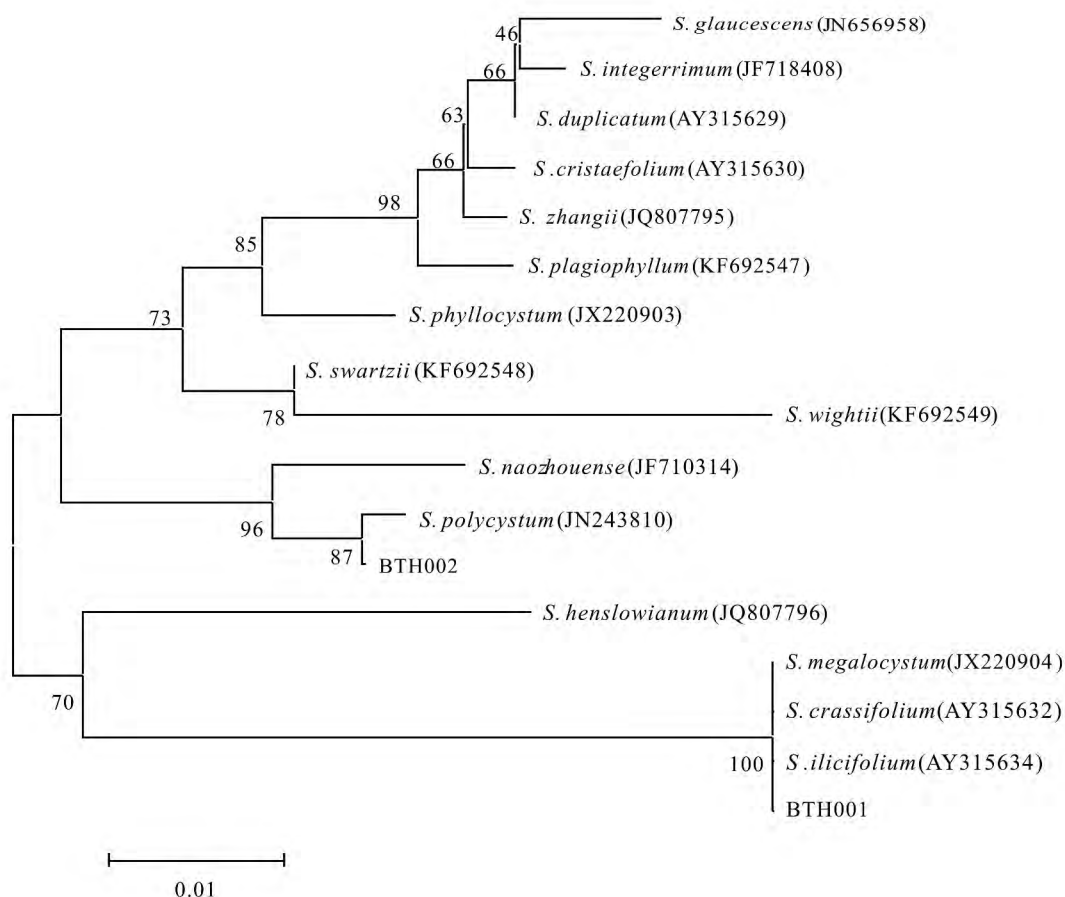 S. glaucescens (JN656958)
46
S. integerrimum (JF718408)
66
S. duplicatum (AY315629)
63
S .cristaefolium (AY315630)
66
98
S. zhangii (JQ807795)
85
S. plagiophyllum (KF692547)
S. phyllocystum (JX220903)
73
S. swartzii (KF692548)
78
S. wightii (KF692549)
S. naozhouense (JF710314)
S. polycystum (JN243810)
96
87
BTH002
S. henslowianum (JQ807796)
S. megalocystum (JX220904)
70
S. crassifolium (AY315632)
100
S .ilicifolium (AY315634)
BTH001
0.01